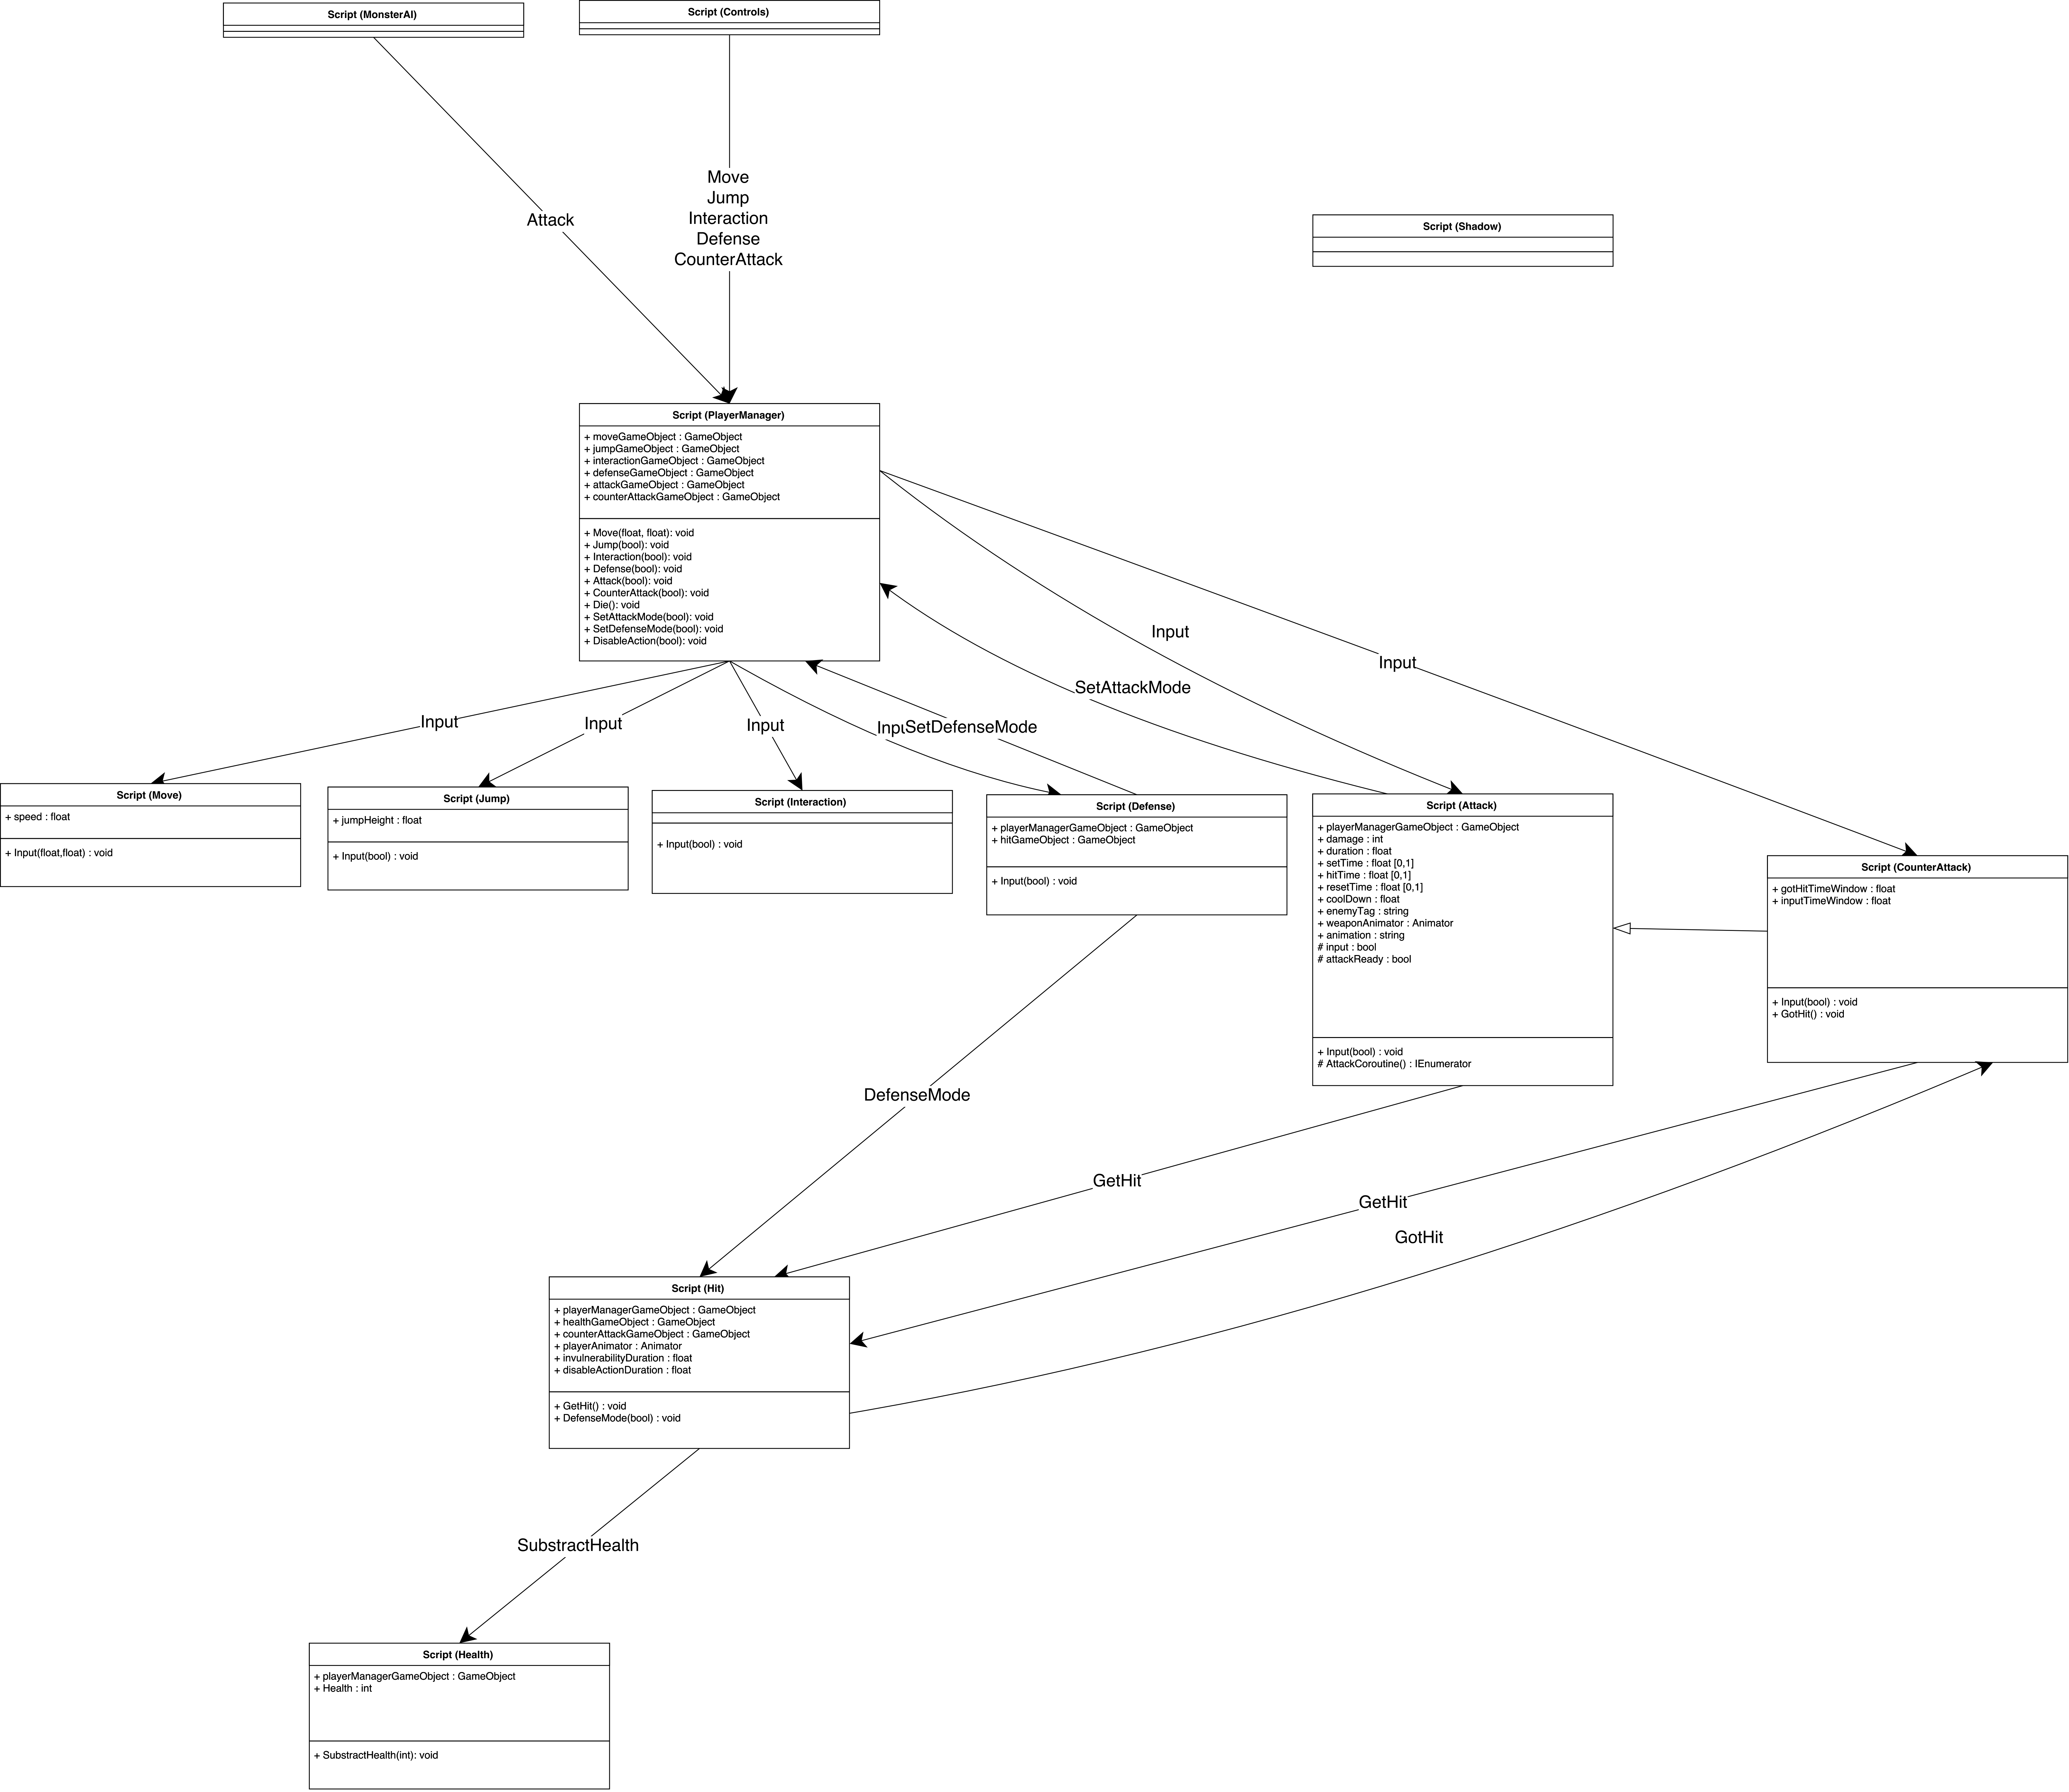 Script (MonsterAI)
Script (Controls)
Move
Jump
Interaction
Defense
CounterAttack
Attack
Script (Shadow)
Script (PlayerManager)
+ moveGameObject : GameObject
+ jumpGameObject : GameObject
+ interactionGameObject : GameObject
+ defenseGameObject : GameObject
+ attackGameObject : GameObject
+ counterAttackGameObject : GameObject
+ Move(float, float): void
+ Jump(bool): void
+ Interaction(bool): void
+ Defense(bool): void
+ Attack(bool): void
+ CounterAttack(bool): void
+ Die(): void
+ SetAttackMode(bool): void
+ SetDefenseMode(bool): void
+ DisableAction(bool): void
Input
Input
SetAttackMode
Input
Input
Input
Input
SetDefenseMode
Script (Move)
+ speed : float
+ Input(float,float) : void
Script (Jump)
+ jumpHeight : float
+ Input(bool) : void
Script (Interaction)
+ Input(bool) : void
Script (Defense)
+ playerManagerGameObject : GameObject
+ hitGameObject : GameObject
+ Input(bool) : void
Script (Attack)
+ playerManagerGameObject : GameObject
+ damage : int
+ duration : float
+ setTime : float [0,1]
+ hitTime : float [0,1]
+ resetTime : float [0,1]
+ coolDown : float
+ enemyTag : string
+ weaponAnimator : Animator
+ animation : string
# input : bool
# attackReady : bool
+ Input(bool) : void
# AttackCoroutine() : IEnumerator
Script (CounterAttack)
+ gotHitTimeWindow : float
+ inputTimeWindow : float
+ Input(bool) : void
+ GotHit() : void
DefenseMode
GetHit
GetHit
GotHit
Script (Hit)
+ playerManagerGameObject : GameObject
+ healthGameObject : GameObject
+ counterAttackGameObject : GameObject
+ playerAnimator : Animator
+ invulnerabilityDuration : float
+ disableActionDuration : float
+ GetHit() : void
+ DefenseMode(bool) : void
SubstractHealth
Script (Health)
+ playerManagerGameObject : GameObject
+ Health : int
+ SubstractHealth(int): void